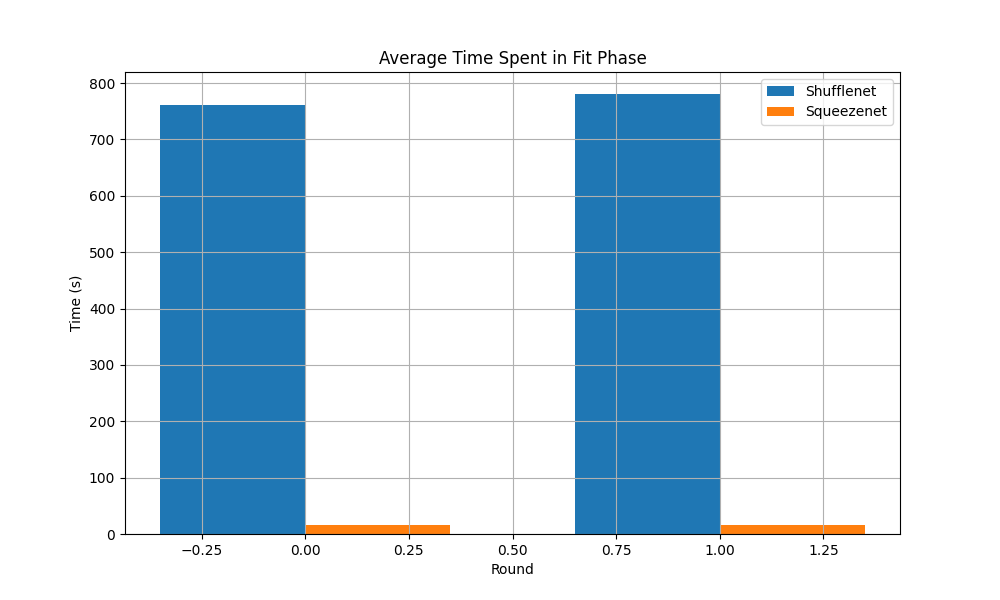 Average Time Spent in Fit Phase
Shufflenet
Squeezenet
Time (s)
800
700
600
500
400
300
200
100
0
−0.25 0.00 0.25 0.50 0.75 1.00 1.25
Round